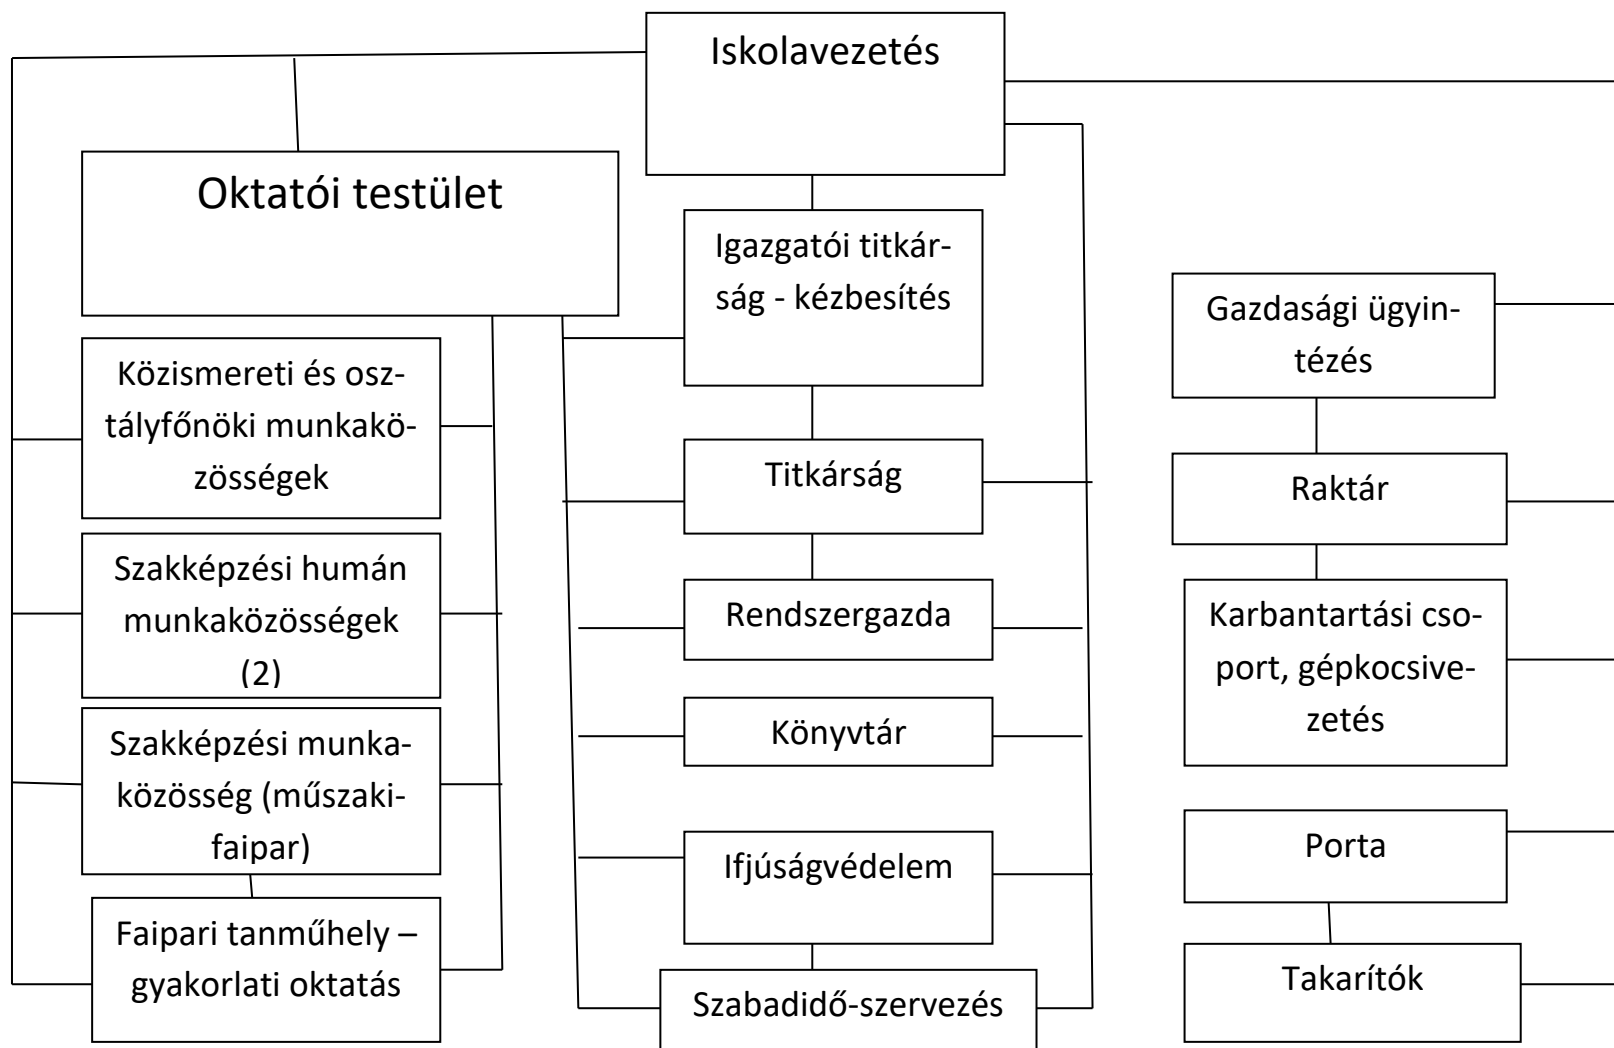 Iskolavezetés
Oktatói testület
Közismereti és osz-
tályfőnöki munkakö-
zösségek
Szakképzési humán
munkaközösségek
(2)
Szakképzési munka-
közösség (műszaki-
faipar)
Faipari tanműhely –
gyakorlati oktatás
Igazgatói titkár-
ság - kézbesítés
Titkárság
Rendszergazda
Könyvtár
Ifjúságvédelem
Szabadidő-szervezés
Gazdasági ügyin-
tézés
Raktár
Karbantartási cso-
port, gépkocsive-
zetés
Porta
Takarítók